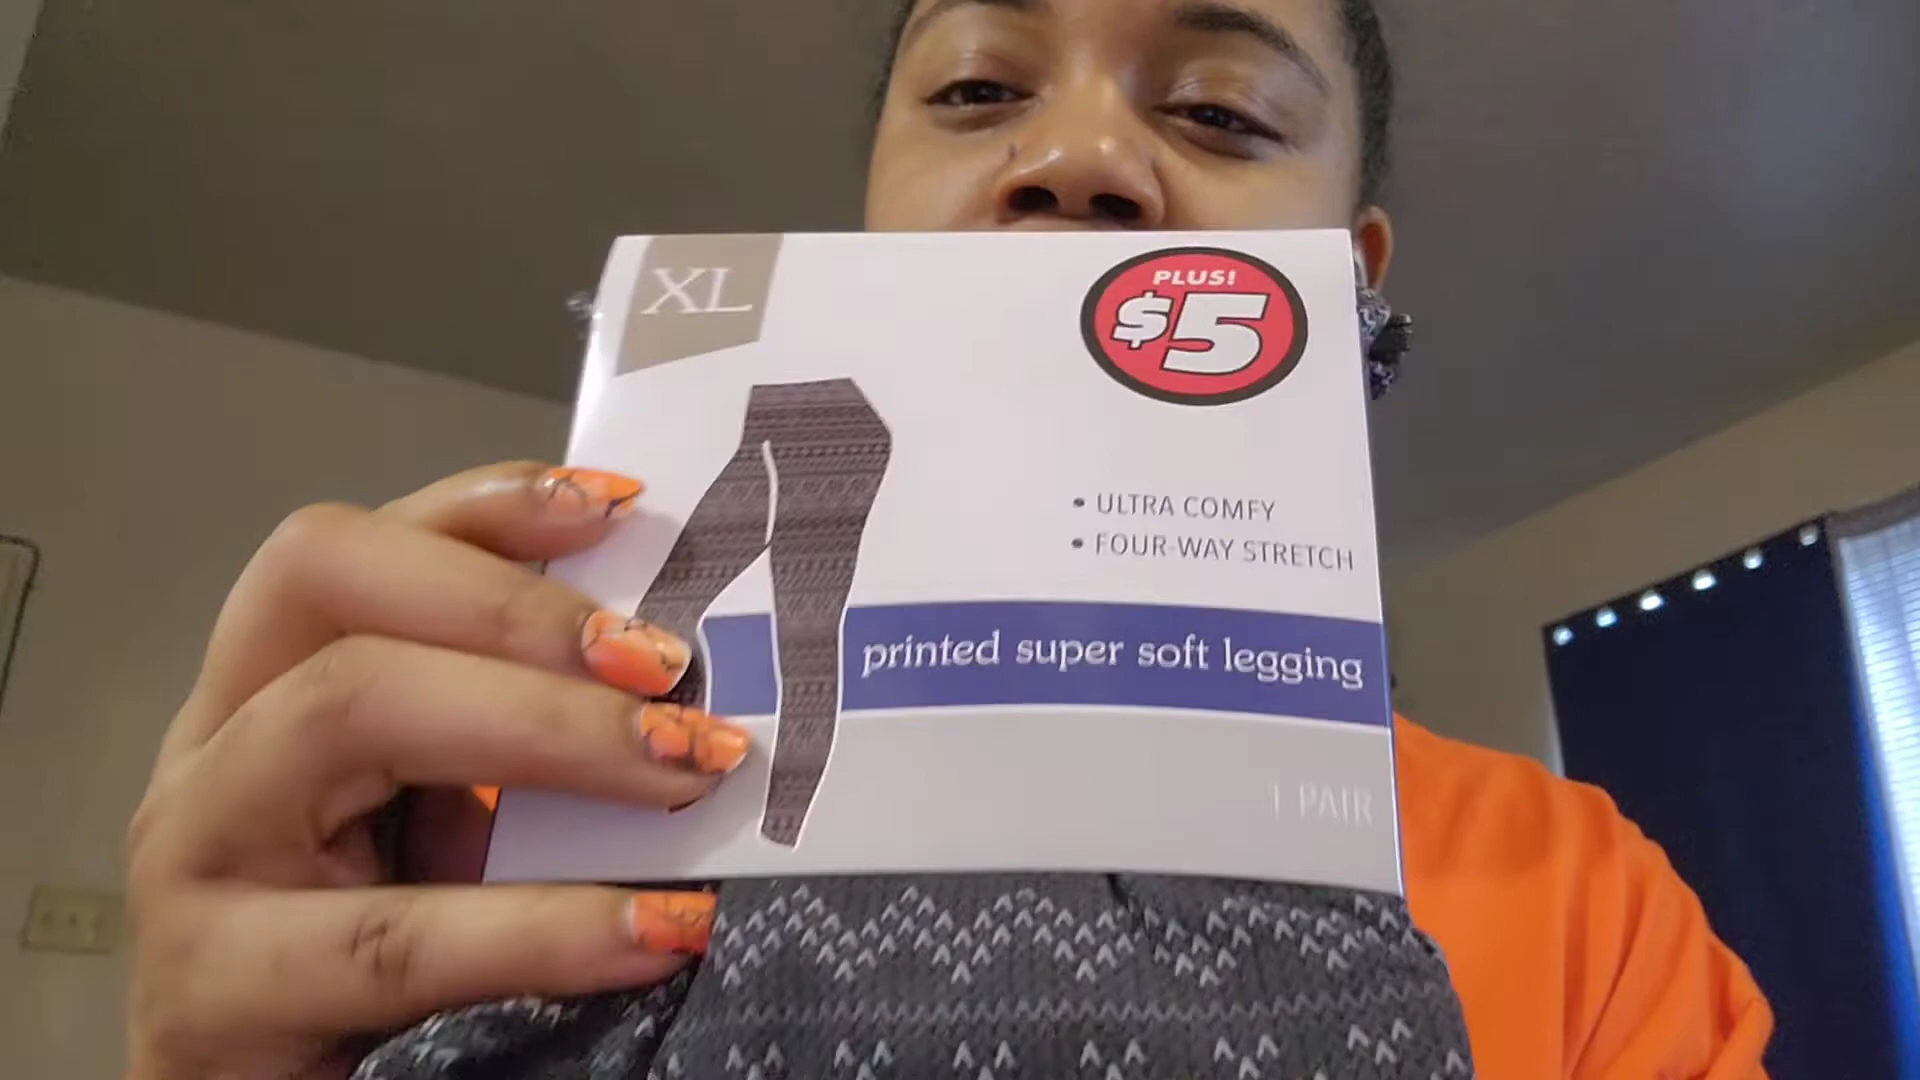 XL
PLUS!
$5
• ULTRA COMFY
• FOUR-WAY STRETCH
printed super soft legging
1 PAIR